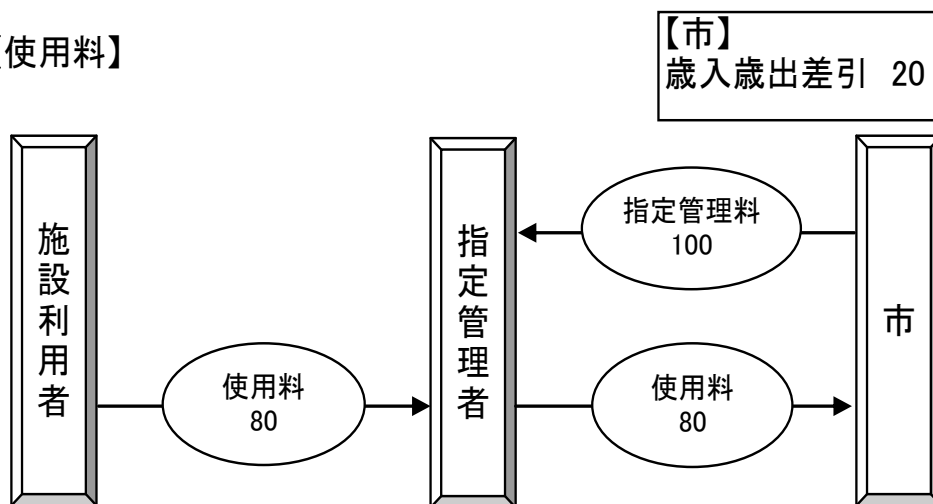 【使用料】
【市】
歳入歳出差引 20
施設利用者
指定管理者
市
指定管理料
100
使用料
80
使用料
80